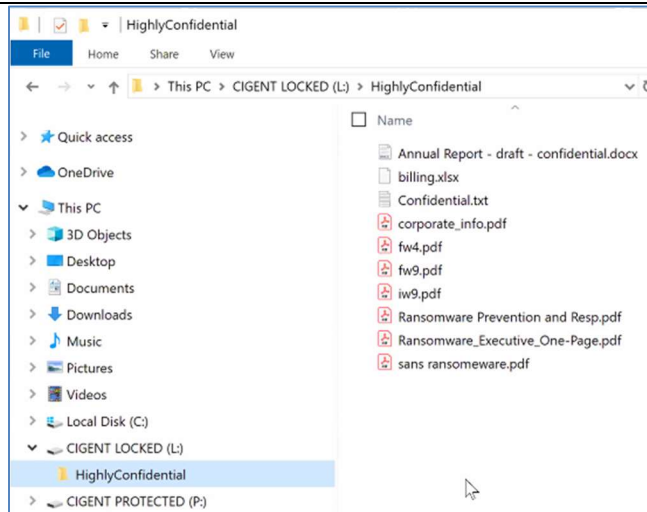 HighlyConfidential
File Home Share View
This PC > CIGENT LOCKED (L:) > HighlyConfidential
Name
Quick access
OneDrive
This PC
3D Objects
Desktop
Documents
Downloads
Music
Pictures
Videos
Local Disk (C:)
CIGENT LOCKED (L:)
HighlyConfidential
CIGENT PROTECTED (P:)
Annual Report - draft - confidential.docx
billing.xlsx
Confidential.txt
corporate_info.pdf
fw4.pdf
fw9.pdf
iw9.pdf
Ransomware Prevention and Resp.pdf
Ransomware_Executive_One-Page.pdf
sans ransomeware.pdf